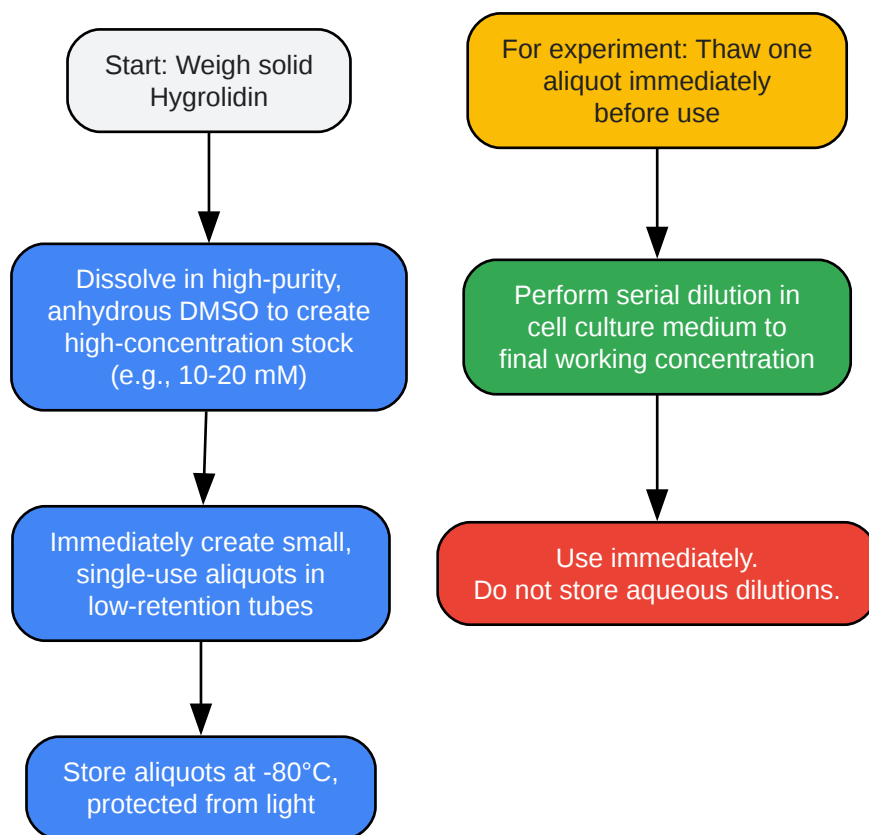 Start: Weigh solid
Hygrolidin
Dissolve in high-purity,
anhydrous DMSO to create
high-concentration stock
(e.g., 10-20 mM)
Immediately create small,
single-use aliquots in
low-retention tubes
Store aliquots at -80°C,
protected from light
For experiment: Thaw one
aliquot immediately
before use
Perform serial dilution in
cell culture medium to
final working concentration
Use immediately.
Do not store aqueous dilutions.